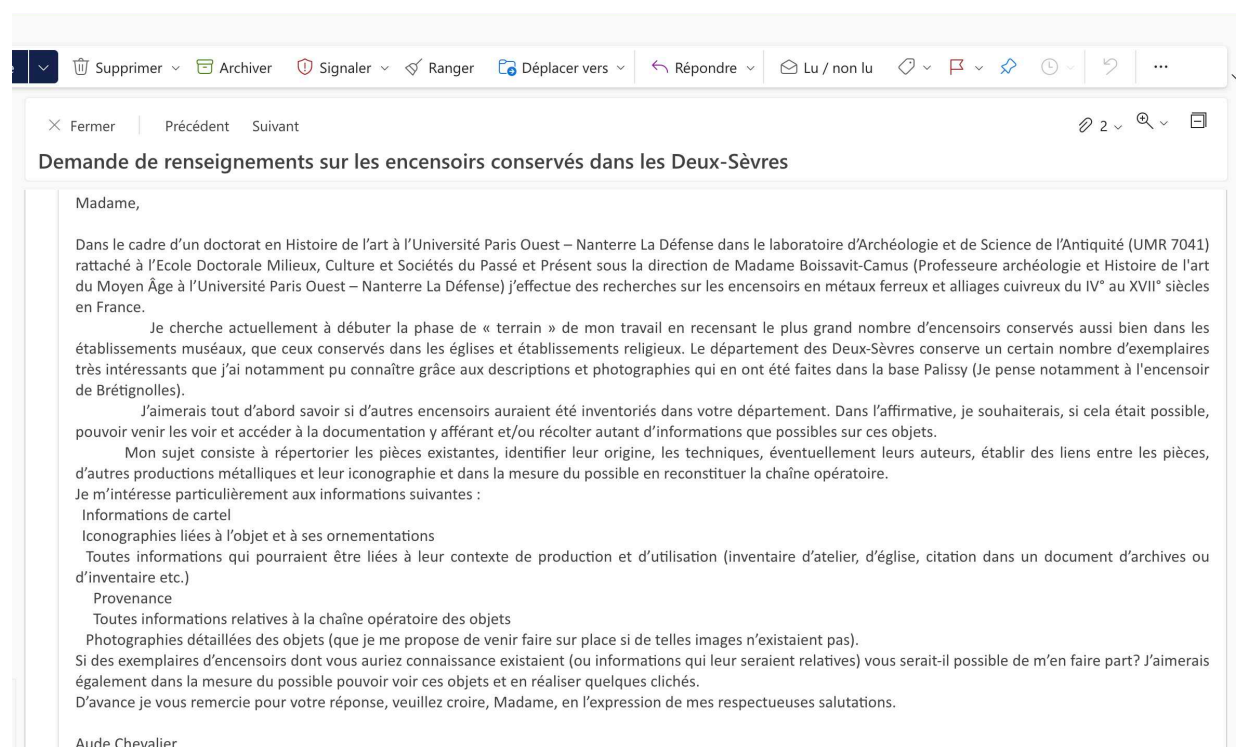 Supprimer Archiver Signaler Ranger Déplacer vers Répondre Lu / non lu ...
Fermer Précédent Suivant 2
Demande de renseignements sur les encensoirs conservés dans les Deux-Sèvres
Madame,
Dans le cadre d’un doctorat en Histoire de l’art à l’Université Paris Ouest – Nanterre La Défense dans le laboratoire d’Archéologie et de Science de l’Antiquité (UMR 7041)
rattaché à l’Ecole Doctorale Milieux, Culture et Sociétés du Passé et Présent sous la direction de Madame Boissavit-Camus (Professeure archéologie et Histoire de l'art
du Moyen Âge à l’Université Paris Ouest – Nanterre La Défense) j’effectue des recherches sur les encensoirs en métaux ferreux et alliages cuivreux du IV° au XVII° siècles
en France.
Je cherche actuellement à débuter la phase de « terrain » de mon travail en recensant le plus grand nombre d’encensoirs conservés aussi bien dans les
établissements muséaux, que ceux conservés dans les églises et établissements religieux. Le département des Deux-Sèvres conserve un certain nombre d’exemplaires
très intéressants que j’ai notamment pu connaître grâce aux descriptions et photographies qui en ont été faites dans la base Palissy (Je pense notamment à l'encensoir
de Brétignolles).
J’aimerais tout d’abord savoir si d’autres encensoirs auraient été inventoriés dans votre département. Dans l’affirmative, je souhaiterais, si cela était possible,
pouvoir venir les voir et accéder à la documentation y afférant et/ou récolter autant d’informations que possibles sur ces objets.
Mon sujet consiste à répertorier les pièces existantes, identifier leur origine, les techniques, éventuellement leurs auteurs, établir des liens entre les pièces,
d’autres productions métalliques et leur iconographie et dans la mesure du possible en reconstituer la chaîne opératoire.
Je m’intéresse particulièrement aux informations suivantes :
Informations de cartel
Iconographies liées à l’objet et à ses ornementations
Toutes informations qui pourraient être liées à leur contexte de production et d’utilisation (inventaire d’atelier, d’église, citation dans un document d’archives ou
d’inventaire etc.)
Provenance
Toutes informations relatives à la chaîne opératoire des objets
Photographies détaillées des objets (que je me propose de venir faire sur place si de telles images n’existaient pas).
Si des exemplaires d’encensoirs dont vous auriez connaissance existaient (ou informations qui leur seraient relatives) vous serait-il possible de m’en faire part? J’aimerais
également dans la mesure du possible pouvoir voir ces objets et en réaliser quelques clichés.
D’avance je vous remercie pour votre réponse, veuillez croire, Madame, en l’expression de mes respectueuses salutations.
Aude Chevalier